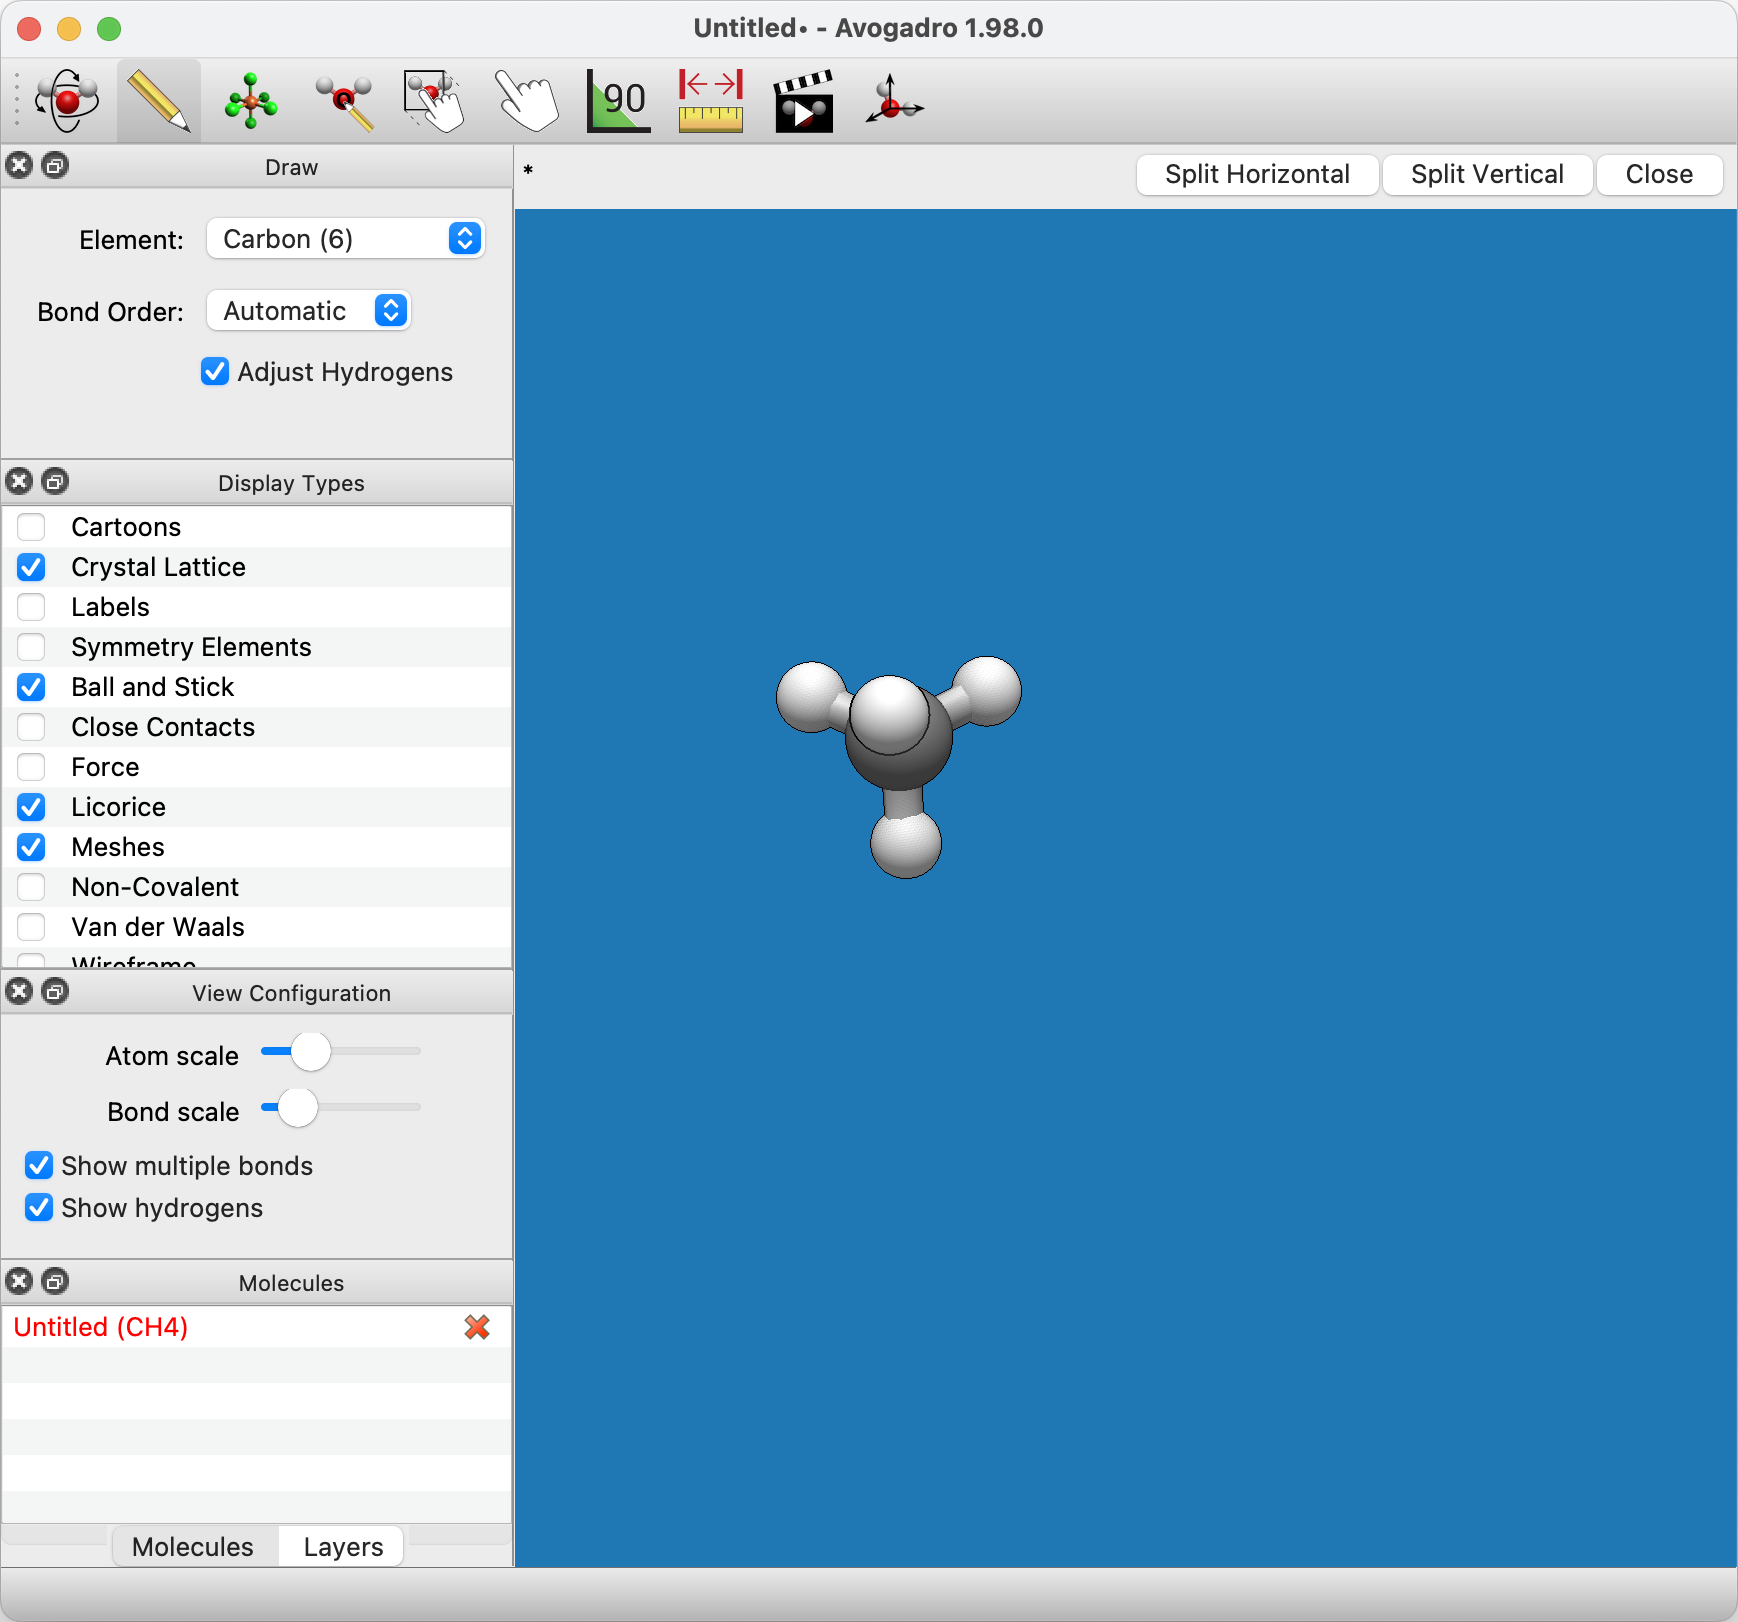 Untitled• - Avogadro 1.98.0
90
Draw
*
Split Horizontal
Split Vertical
Close
Element:
Carbon (6)
Bond Order:
Automatic
Adjust Hydrogens
Display Types
Cartoons
Crystal Lattice
Labels
Symmetry Elements
Ball and Stick
Close Contacts
Force
Licorice
Meshes
Non-Covalent
Van der Waals
Wireframe
View Configuration
Atom scale
Bond scale
Show multiple bonds
Show hydrogens
Molecules
Untitled (CH4)
Molecules
Layers